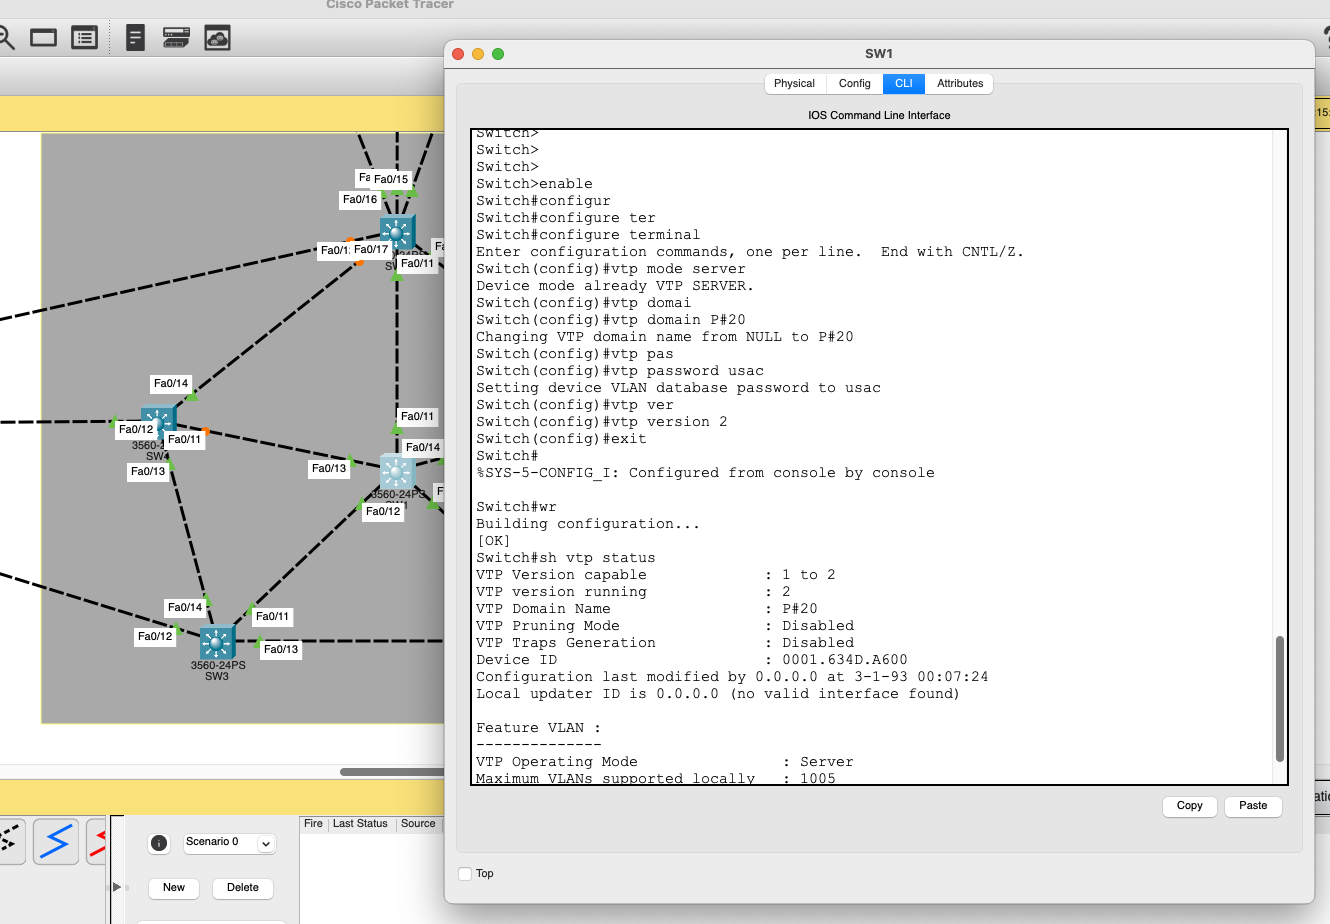 Cisco Packet Tracer
SW1
Physical
Config
CLI
Attributes
IOS Command Line Interface
Switch>
Switch>
Switch>
Switch>enable
Switch#configur
Switch#configure ter
Switch#configure terminal
Enter configuration commands, one per line.  End with CNTL/Z.
Switch(config)#vtp mode server
Device mode already VTP SERVER.
Switch(config)#vtp domai
Switch(config)#vtp domain P#20
Changing VTP domain name from NULL to P#20
Switch(config)#vtp pas
Switch(config)#vtp password usac
Setting device VLAN database password to usac
Switch(config)#vtp ver
Switch(config)#vtp version 2
Switch(config)#exit
Switch#
%SYS-5-CONFIG_I: Configured from console by console
Switch#wr
Building configuration...
[OK]
Switch#sh vtp status
VTP Version capable : 1 to 2
VTP version running : 2
VTP Domain Name : P#20
VTP Pruning Mode : Disabled
VTP Traps Generation : Disabled
Device ID : 0001.634D.A600
Configuration last modified by 0.0.0.0 at 3-1-93 00:07:24
Local updater ID is 0.0.0.0 (no valid interface found)
Feature VLAN :
--------------
VTP Operating Mode : Server
Maximum VLANs supported locally : 1005
Copy
Paste
Top
Fa
Fa0/15
Fa0/16
Fa0/1
Fa0/17
Fa
Fa0/11
Fa0/14
Fa0/12
Fa0/11
3560-2
SW4
Fa0/13
Fa0/11
Fa0/14
Fa0/13
3560-24PS
Fa0/12
Fa0/14
Fa0/11
Fa0/12
Fa0/13
3560-24PS
SW3
15:
Scenario 0
New
Delete
Fire
Last Status
Source